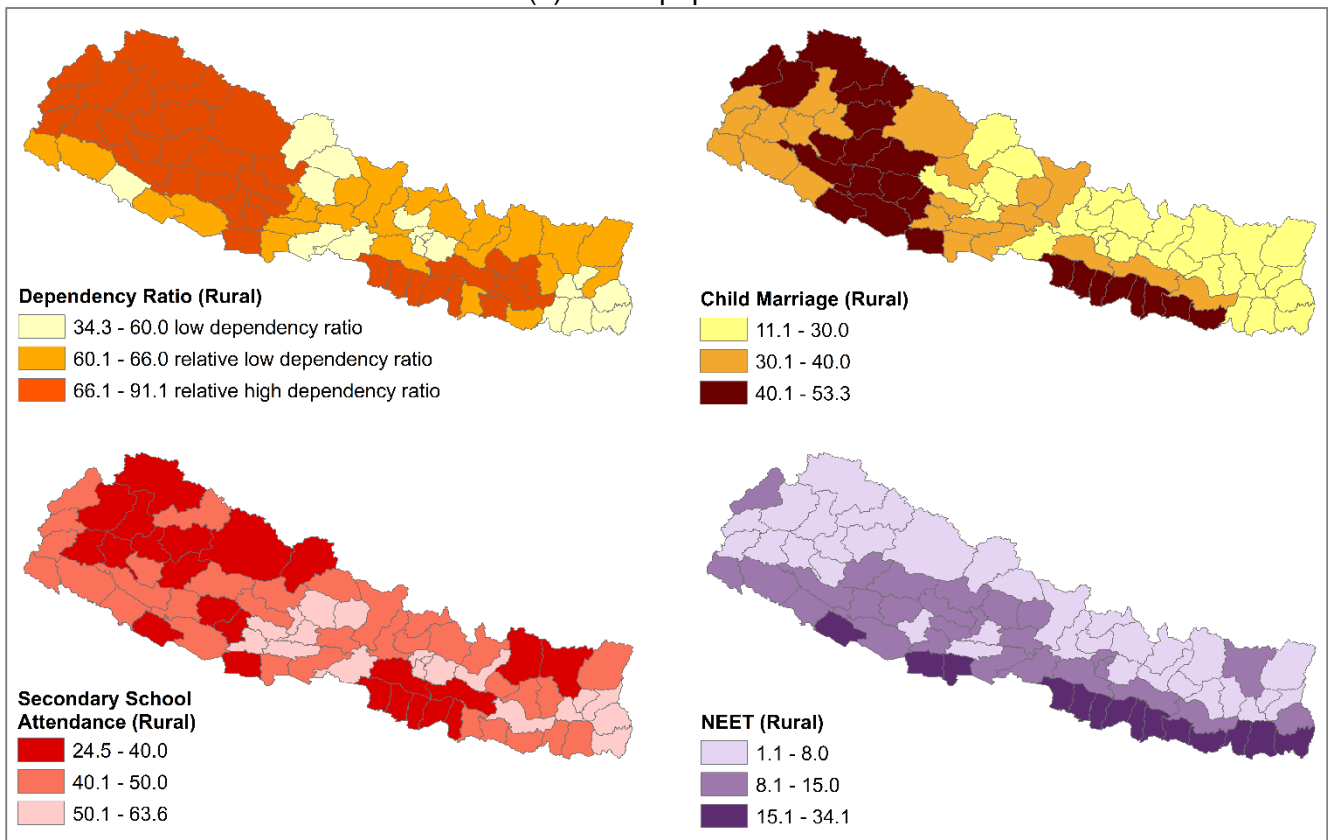 Dependency Ratio (Rural)
34.3 - 60.0 low dependency ratio
60.1 - 66.0 relative low dependency ratio
66.1 - 91.1 relative high dependency ratio
Child Marriage (Rural)
11.1 - 30.0
30.1 - 40.0
40.1 - 53.3
Secondary School
Attendance (Rural)
24.5 - 40.0
40.1 - 50.0
50.1 - 63.6
NEET (Rural)
1.1 - 8.0
8.1 - 15.0
15.1 - 34.1